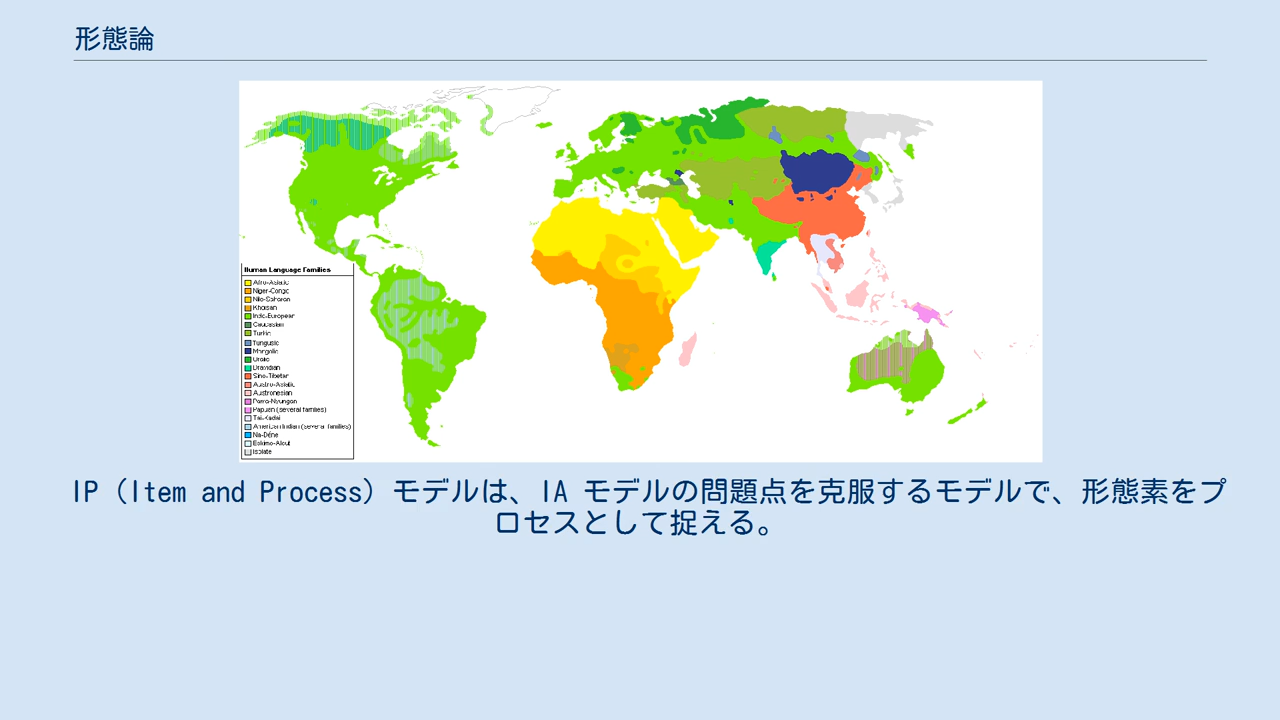 形態論
Human Language Families
Afro-Asiatic
Niger-Congo
Nilo-Saharan
Khoisan
Indo-European
Caucasian
Turkic
Tungusic
Mongolic
Uralic
Dravidian
Sino-Tibetan
Austro-Asiatic
Austronesian
Pama-Nyungan
Papuan (several families)
Tai-Kadai
American Indian (several families)
Na-Dené
Eskimo-Aleut
Isolate
IP（Item and Process）モデルは、IA モデルの問題点を克服するモデルで、形態素をプ
ロセスとして捉える。